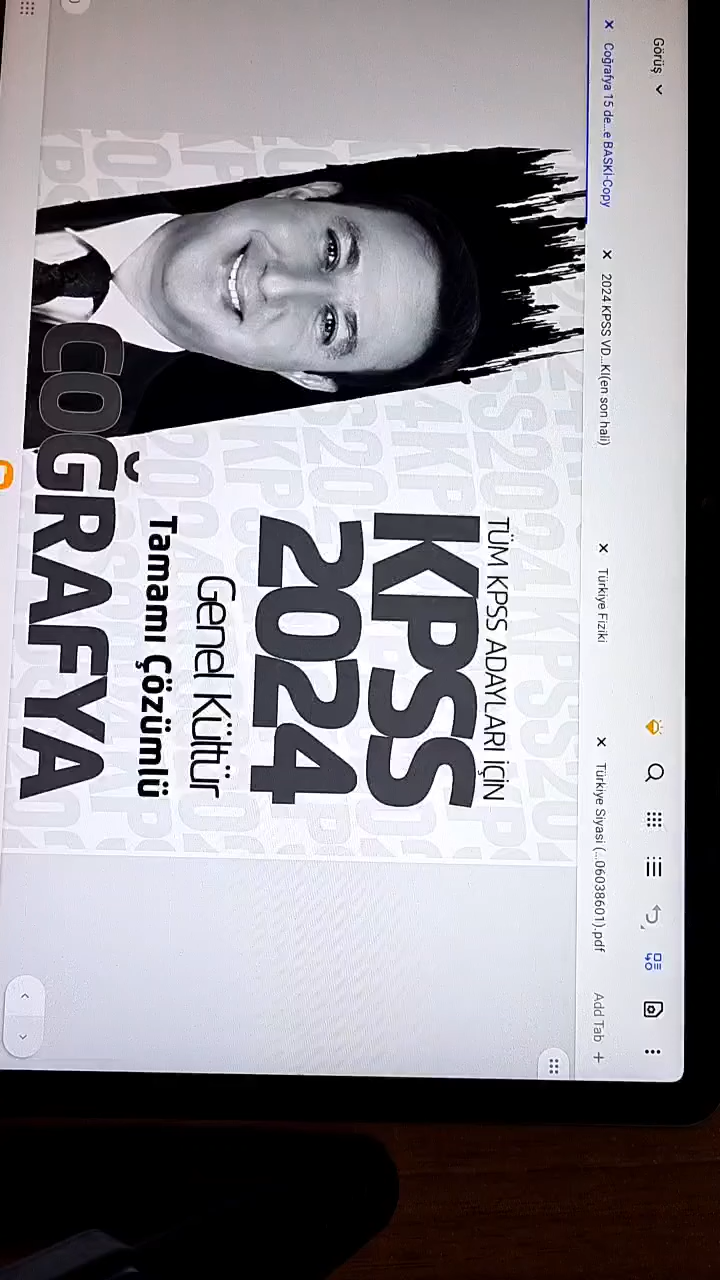 Görüş
Coğrafya 15 de...e BASKI-Copy
2024 KPSS VD...KI(en son hali)
Türkiye Fiziki
Türkiye Siyasi (...06038601).pdf
Add Tab +
TÜM KPSS ADAYLARI İÇİN
KPSS
2024
Genel Kültür
Tamamı Çözümlü
COĞRAFYA